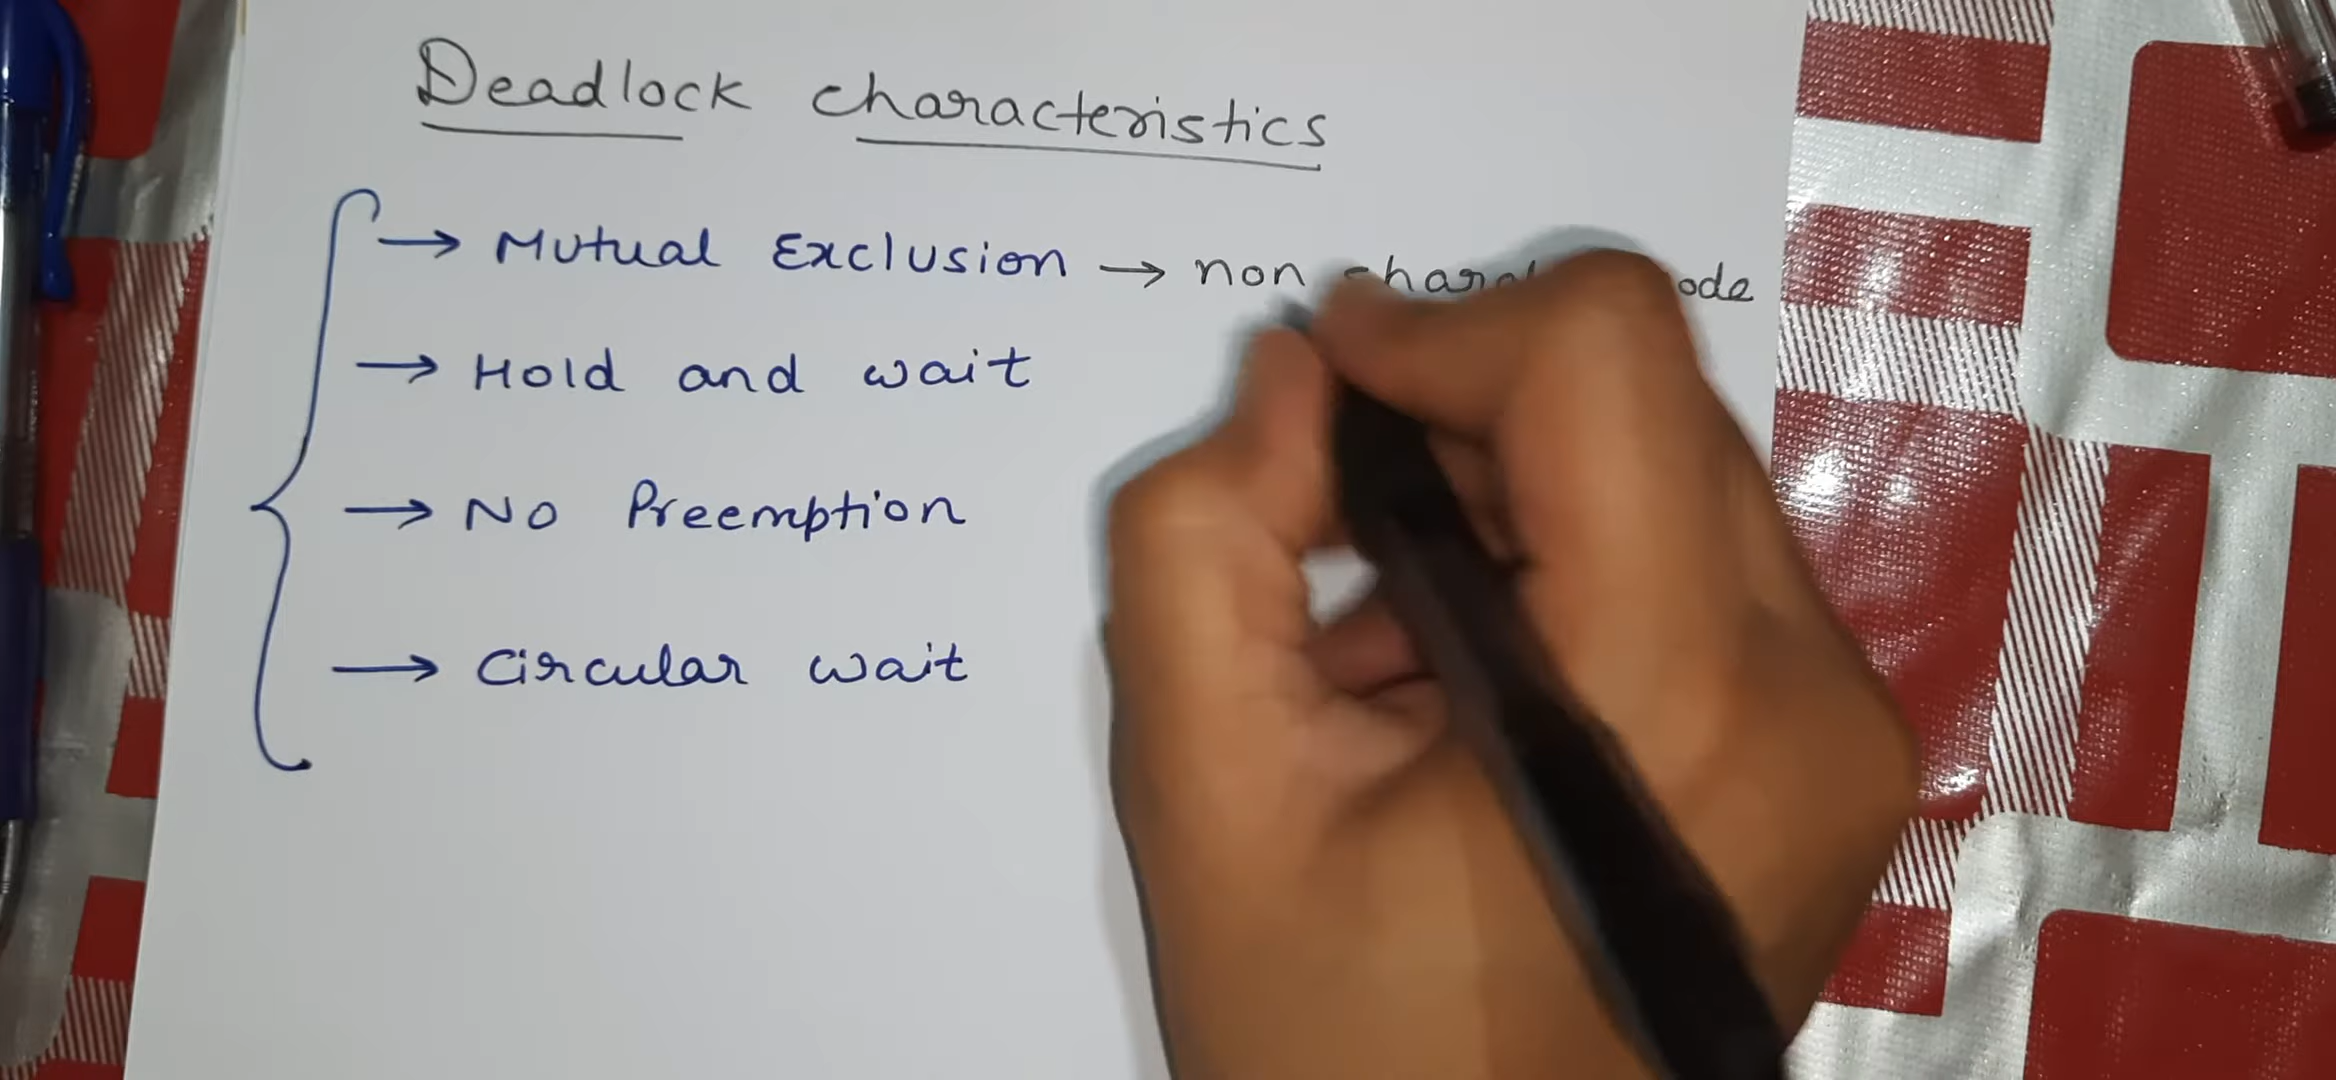 Deadlock characteristics
→ Mutual Exclusion → non
→ Hold and wait
→ No Preemption
→ Circular wait